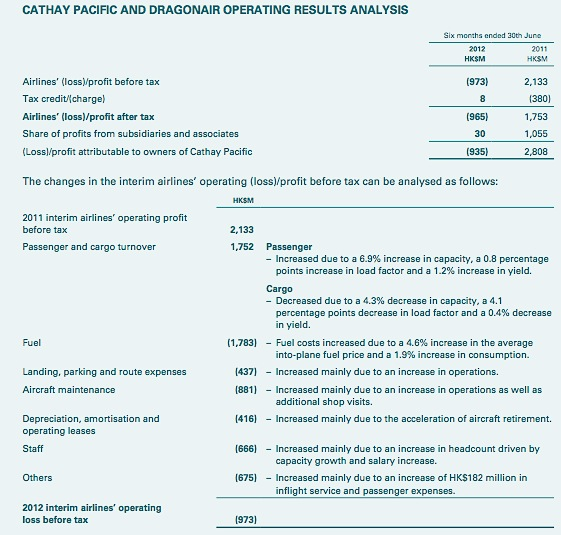 CATHAY PACIFIC AND DRAGONAIR OPERATING RESULTS ANALYSIS
Six months ended 30th June
2012 2011
HK$M HK$M
Airlines' (loss)/profit before tax (973) 2,133
Tax credit/(charge) 8 (380)
Airlines' (loss)/profit after tax (965) 1,753
Share of profits from subsidiaries and associates 30 1,055
(Loss)/profit attributable to owners of Cathay Pacific (935) 2,808
The changes in the interim airlines' operating (loss)/profit before tax can be analysed as follows:
HK$M
2011 interim airlines' operating profit
before tax 2,133
Passenger and cargo turnover 1,752 Passenger
– Increased due to a 6.9% increase in capacity, a 0.8 percentage
points increase in load factor and a 1.2% increase in yield.
Cargo
– Decreased due to a 4.3% decrease in capacity, a 4.1
percentage points decrease in load factor and a 0.4% decrease
in yield.
Fuel (1,783) – Fuel costs increased due to a 4.6% increase in the average
into-plane fuel price and a 1.9% increase in consumption.
Landing, parking and route expenses (437) – Increased mainly due to an increase in operations.
Aircraft maintenance (881) – Increased mainly due to an increase in operations as well as
additional shop visits.
Depreciation, amortisation and (416) – Increased mainly due to the acceleration of aircraft retirement.
operating leases
Staff (666) – Increased mainly due to an increase in headcount driven by
capacity growth and salary increase.
Others (675) – Increased mainly due to an increase of HK$182 million in
inflight service and passenger expenses.
2012 interim airlines' operating
loss before tax (973)